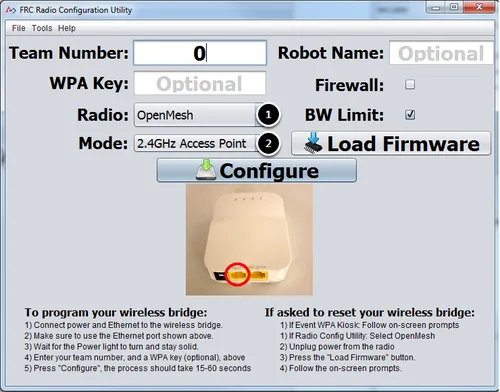 FRC Radio Configuration Utility
File Tools Help
Team Number: 0 Robot Name: Optional
WPA Key: Optional Firewall:
Radio: OpenMesh 1 BW Limit:
Mode: 2.4GHz Access Point 2 Load Firmware
Configure
To program your wireless bridge:
1) Connect power and Ethernet to the wireless bridge.
2) Make sure to use the Ethernet port shown above.
3) Wait for the Power light to turn and stay solid.
4) Enter your team number, and a WPA key (optional), above
5) Press "Configure", the process should take 15-60 seconds
If asked to reset your wireless bridge:
1) If Event WPA Kiosk: Follow on-screen prompts
1) If Radio Config Utility: Select OpenMesh
2) Unplug power from the radio
3) Press the "Load Firmware" button.
4) Follow the on-screen prompts.